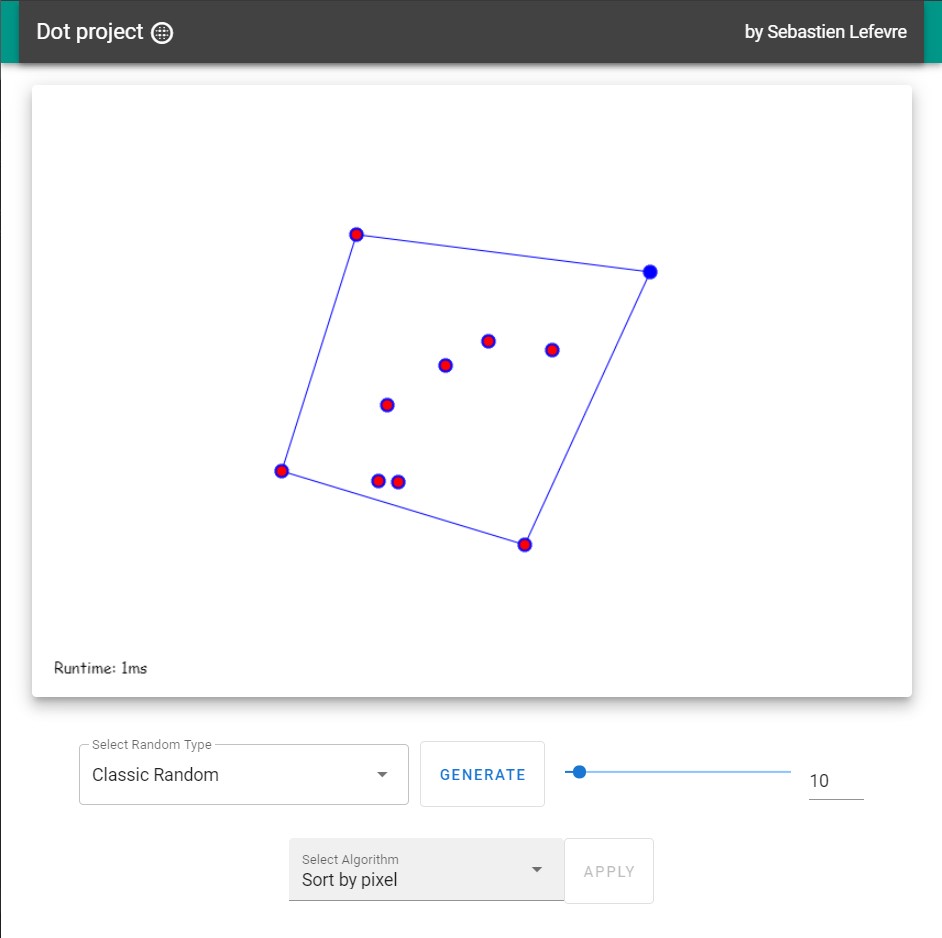 Dot project
by Sebastien Lefevre
Runtime: 1ms
Select Random Type
Classic Random
GENERATE
10
Select Algorithm
Sort by pixel
APPLY